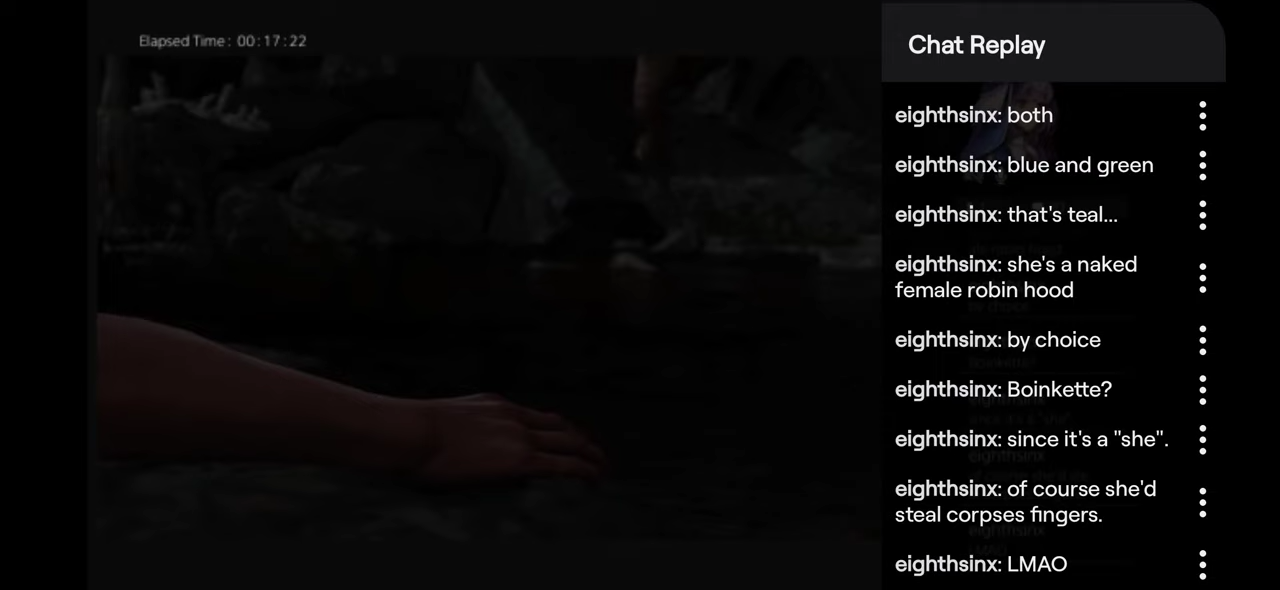 Elapsed Time : 00:17:22
Chat Replay
eighthsinx: both
eighthsinx: blue and green
eighthsinx: that's teal...
eighthsinx: she's a naked
female robin hood
eighthsinx: by choice
eighthsinx: Boinkette?
eighthsinx: since it's a "she".
eighthsinx: of course she'd
steal corpses fingers.
eighthsinx: LMAO